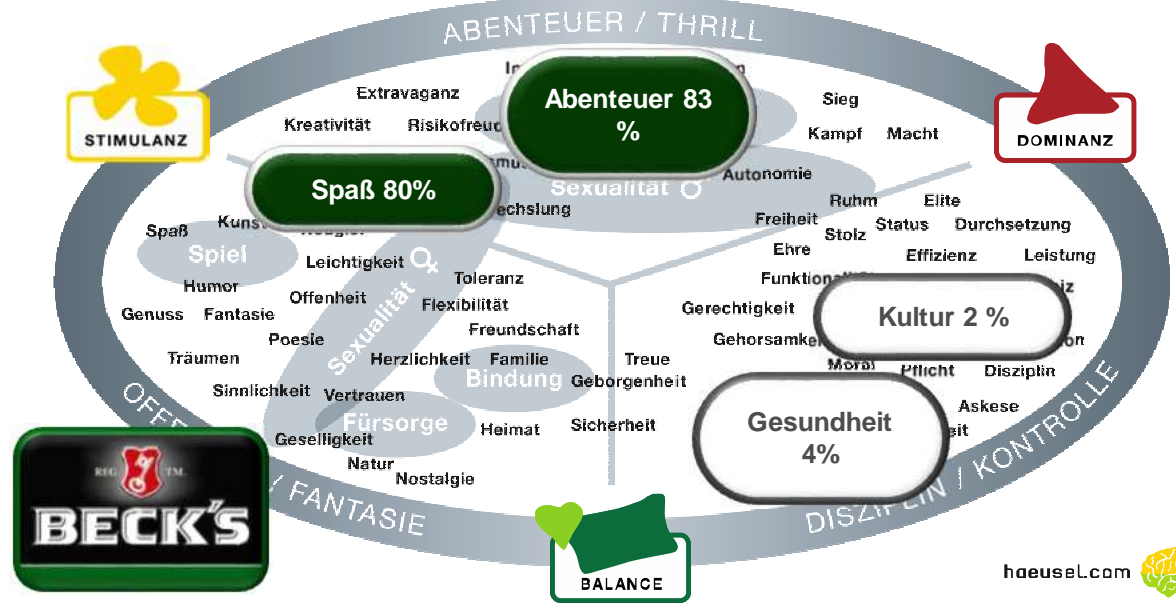 ABENTEUER / THRILL
Extravaganz
Abenteuer 83
%
Sieg
STIMULANZ
Kreativität
Kampf Macht
DOMINANZ
Autonomie
Spaß 80%
Sexualität ♂
Ruhm Elite
Spaß
Freiheit
Stolz
Status
Durchsetzung
Spiel
Ehre
Effizienz
Leistung
Leichtigkeit
Toleranz
Humor
Offenheit
Flexibilität
Genuss
Fantasie
Gerechtigkeit
Kultur 2 %
Sexualität
Freundschaft
Poesie
Träumen
Herzlichkeit
Familie
Treue
Moral
Pflicht
Disziplin
Sinnlichkeit
Vertrauen
Bindung
Geborgenheit
Askese
Fürsorge
Heimat
Sicherheit
Gesundheit
4%
Geselligkeit
Natur
Nostalgie
/ FANTASIE
/ KONTROLLE
REG TM.
BECK'S
BALANCE
haeusel.com